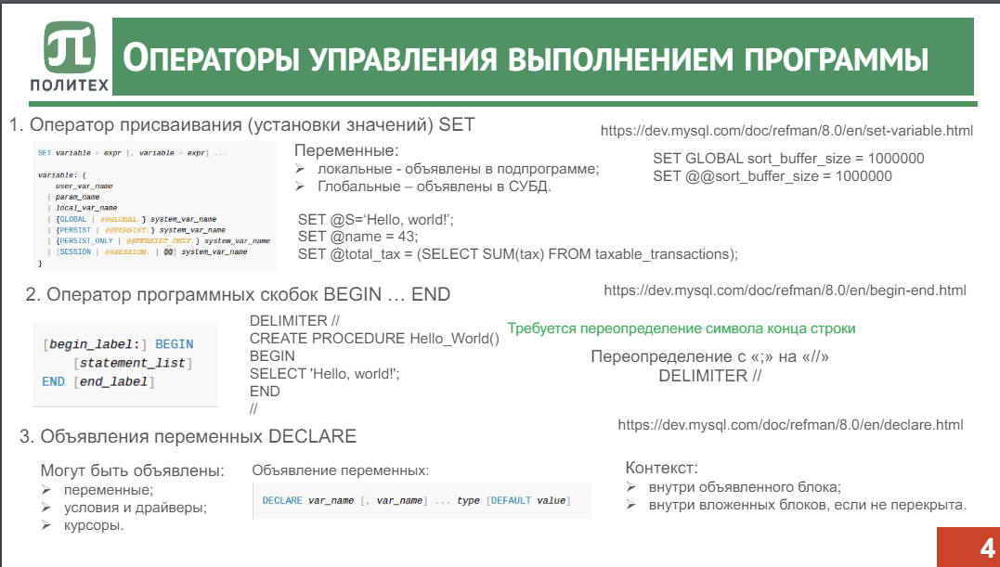 ПОЛИТЕХ
ОПЕРАТОРЫ УПРАВЛЕНИЯ ВЫПОЛНЕНИЕМ ПРОГРАММЫ
1. Оператор присваивания (установки значений) SET
https://dev.mysql.com/doc/refman/8.0/en/set-variable.html
SET variable = expr [, variable = expr] ...
variable: {
user_var_name
| param_name
| local_var_name
| {GLOBAL | @@GLOBAL.} system_var_name
| {PERSIST | @@PERSIST.} system_var_name
| {PERSIST_ONLY | @@PERSIST_ONLY.} system_var_name
| [SESSION | @@SESSION. | @@] system_var_name
}
Переменные:
➢ локальные - объявлены в подпрограмме;
➢ Глобальные – объявлены в СУБД.
SET GLOBAL sort_buffer_size = 1000000
SET @@sort_buffer_size = 1000000
SET @S=‘Hello, world!’;
SET @name = 43;
SET @total_tax = (SELECT SUM(tax) FROM taxable_transactions);
2. Оператор программных скобок BEGIN … END
https://dev.mysql.com/doc/refman/8.0/en/begin-end.html
[begin_label:] BEGIN
[statement_list]
END [end_label]
DELIMITER //
CREATE PROCEDURE Hello_World()
BEGIN
SELECT 'Hello, world!';
END
//
Требуется переопределение символа конца строки
Переопределение с «;» на «//»
DELIMITER //
3. Объявления переменных DECLARE
https://dev.mysql.com/doc/refman/8.0/en/declare.html
Могут быть объявлены:
➢ переменные;
➢ условия и драйверы;
➢ курсоры.
Объявление переменных:
DECLARE var_name [, var_name] ... type [DEFAULT value]
Контекст:
➢ внутри объявленного блока;
➢ внутри вложенных блоков, если не перекрыта.
4